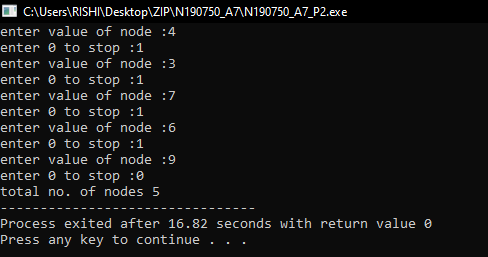 C:\Users\RISHI\Desktop\ZIP\N190750_A7\N190750_A7_P2.exe
enter value of node :4
enter 0 to stop :1
enter value of node :3
enter 0 to stop :1
enter value of node :7
enter 0 to stop :1
enter value of node :6
enter 0 to stop :1
enter value of node :9
enter 0 to stop :0
total no. of nodes 5
--------------------------------
Process exited after 16.82 seconds with return value 0
Press any key to continue . . .